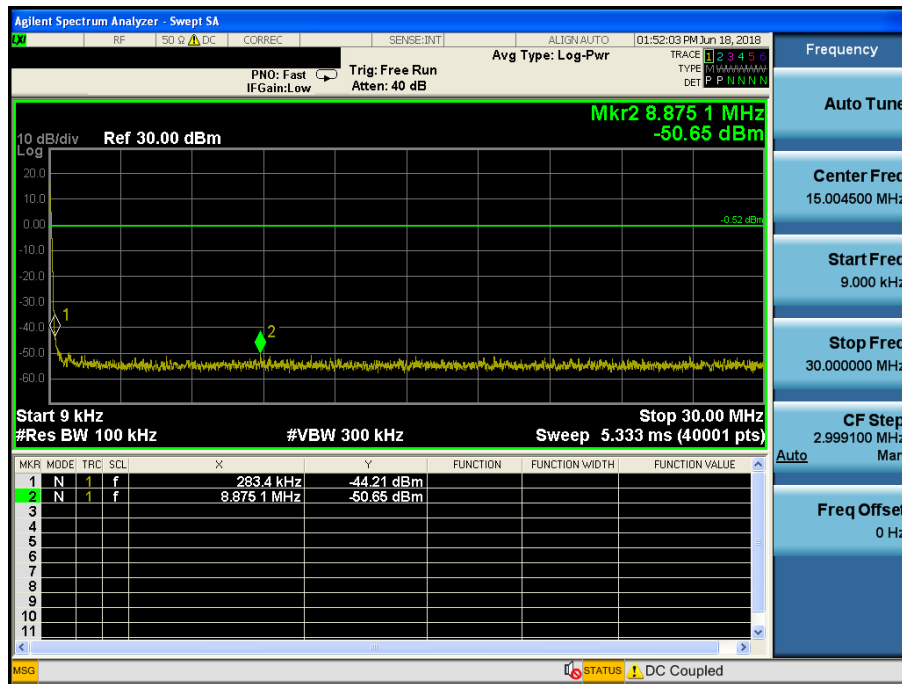 Agilent Spectrum Analyzer - Swept SA
LXI RF 50 Ω DC CORREC SENSE:INT ALIGN AUTO 01:52:03 PM Jun 18, 2018
Avg Type: Log-Pwr
TRACE 1 2 3 4 5 6
PNO: Fast Trig: Free Run
TYPE M WWWWW
IFGain:Low Atten: 40 dB
DET P P N N N N
Mkr2 8.875 1 MHz
-50.65 dBm
10 dB/div Ref 30.00 dBm
Log
20.0
10.0
0.00
-0.52 dBm
-10.0
-20.0
-30.0
1
-40.0
2
-50.0
-60.0
Start 9 kHz Stop 30.00 MHz
#Res BW 100 kHz #VBW 300 kHz Sweep 5.333 ms (40001 pts)
MKR MODE TRC SCL X Y FUNCTION FUNCTION WIDTH FUNCTION VALUE
1 N 1 f 283.4 kHz -44.21 dBm
2 N 1 f 8.875 1 MHz -50.65 dBm
3
4
5
6
7
8
9
10
11
MSG STATUS DC Coupled
Frequency
Auto Tune
Center Freq
15.004500 MHz
Start Freq
9.000 kHz
Stop Freq
30.000000 MHz
CF Step
2.999100 MHz
Auto Man
Freq Offset
0 Hz